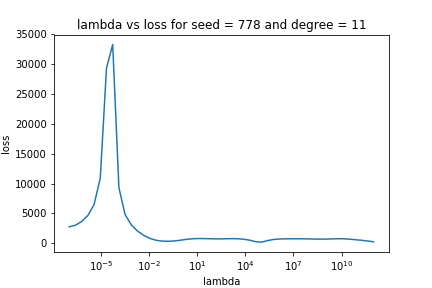 lambda vs loss for seed = 778 and degree = 11
35000
30000
25000
20000
15000
10000
5000
0
loss
10⁻⁵ 10⁻² 10¹ 10⁴ 10⁷ 10¹⁰
lambda